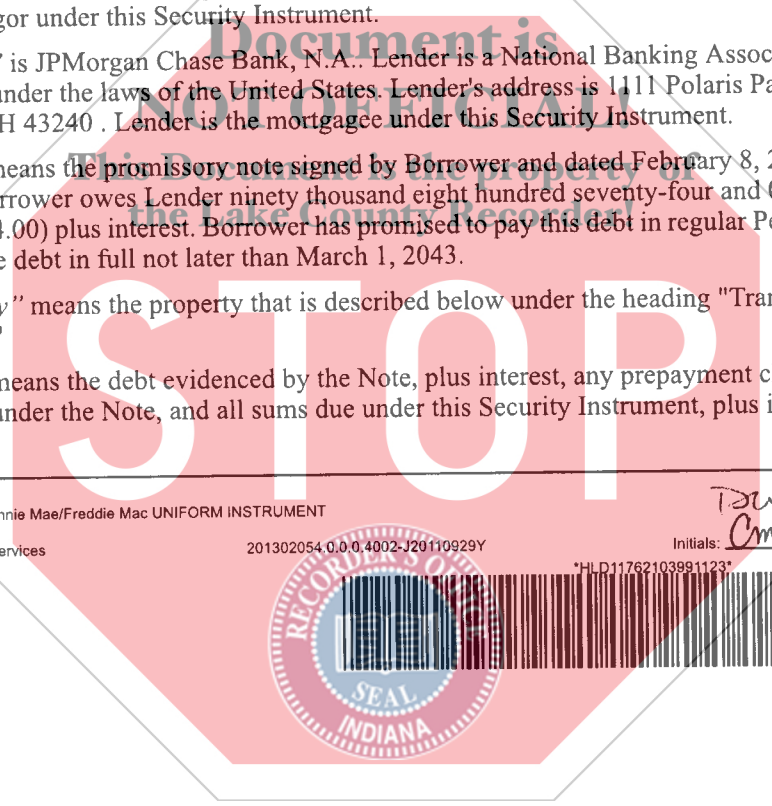 gor under this Security Instrument.
Document is
" is JPMorgan Chase Bank, N.A.. Lender is a National Banking Assoc
under the laws of the United States. Lender's address is 1111 Polaris Pa
NOT OFFICIAL!
H 43240 . Lender is the mortgagee under this Security Instrument.
This Document is the property of
means the promissory note signed by Borrower and dated February 8, 2
rrower owes Lender ninety thousand eight hundred seventy-four and 0
the Lake County Recorder!
4.00) plus interest. Borrower has promised to pay this debt in regular Pe
e debt in full not later than March 1, 2043.
y" means the property that is described below under the heading "Tran
"
means the debt evidenced by the Note, plus interest, any prepayment c
under the Note, and all sums due under this Security Instrument, plus i
STOP
nnie Mae/Freddie Mac UNIFORM INSTRUMENT
ervices
201302054.0.0.0.4002-J20110929Y
Initials:
*HLD11762103991123*
RECORDER'S OFFICE
SEAL
INDIANA